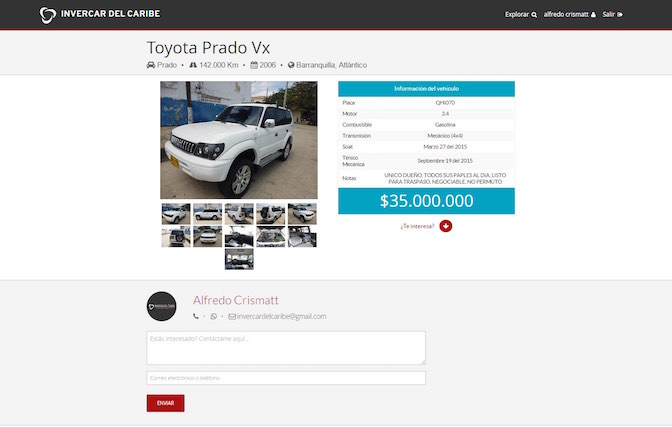 INVERCAR DEL CARIBE
Explorar alfredo crismatt Salir
Toyota Prado Vx
Prado • 142.000 Km • 2006 • Barranquilla, Atlántico
Información del vehículo
Placa QHI070
Motor 3.4
Combustible Gasolina
Transmisión Mecánico (4x4)
Soat Marzo 27 del 2015
Ténico Mecánica Septiembre 19 del 2015
Notas UNICO DUEÑO, TODOS SUS PAPLES AL DIA, LISTO
PARA TRASPASO, NEGOCIABLE, NO PERMUTO
$35.000.000
¿Te interesa?
Alfredo Crismatt
• • invercardelcaribe@gmail.com
Estás interesado? Contáctame aquí...
Correo electrónico o teléfono
ENVIAR